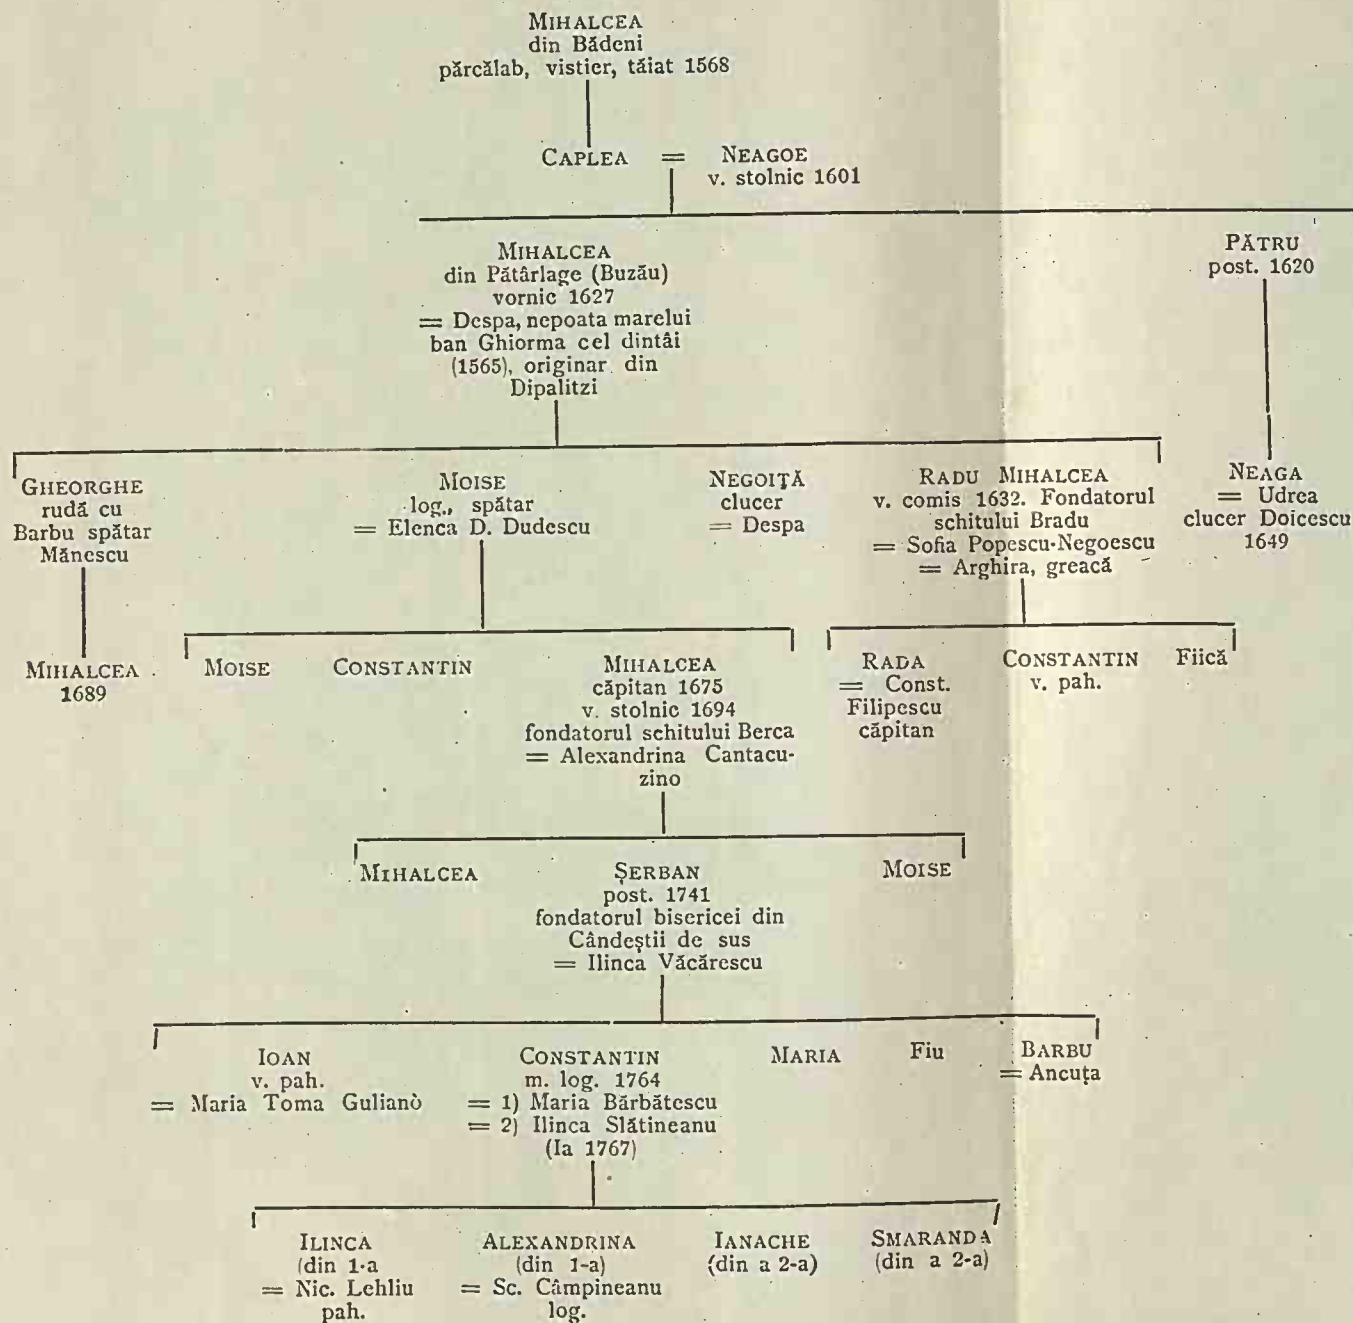 MIHALCEA
din Bădeni
părcălab, vistier, tăiat 1568
CAPLEA = NEAGOE
v. stolnic 1601
MIHALCEA
din Pătârlage (Buzău)
vornic 1627
= Despa, nepoata marelui
ban Ghiorma cel dintâi
(1565), originar din
Dipalitzi
PĂTRU
post. 1620
GHEORGHE
rudă cu
Barbu spătar
Mănescu
MOISE
log., spătar
= Elenca D. Dudescu
NEGOIȚĂ
clucer
= Despa
RADU MIHALCEA
v. comis 1632. Fondatorul
schitului Bradu
= Sofia Popescu-Negoescu
= Arghira, greacă
NEAGA
= Udrea
clucer Doicescu
1649
MIHALCEA
1689
MOISE
CONSTANTIN
MIHALCEA
căpitan 1675
v. stolnic 1694
fondatorul schitului Berca
= Alexandrina Cantacu-
zino
RADA
= Const.
Filipescu
căpitan
CONSTANTIN
v. pah.
Fiică
MIHALCEA
ȘERBAN
post. 1741
fondatorul bisericei din
Cândeștii de sus
= Ilinca Văcărescu
MOISE
IOAN
v. pah.
= Maria Toma Gulianò
CONSTANTIN
m. log. 1764
= 1) Maria Bărbătescu
= 2) Ilinca Slătineanu
(Ia 1767)
MARIA
Fiu
BARBU
= Ancuța
ILINCA
(din 1-a
= Nic. Lehliu
pah.
ALEXANDRINA
(din 1-a)
= Sc. Câmpineanu
log.
IANACHE
(din a 2-a)
SMARANDA
(din a 2-a)